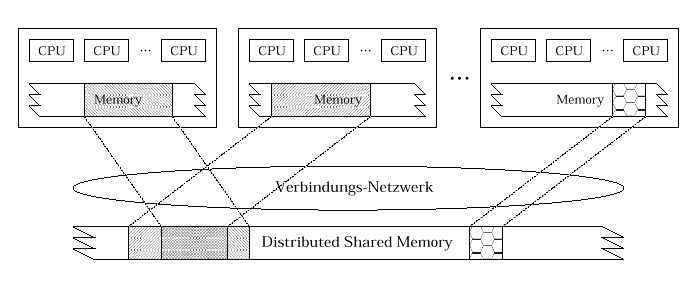 CPU CPU ... CPU
CPU CPU ... CPU
CPU CPU ... CPU
Memory
Memory
...
Memory
Verbindungs-Netzwerk
Distributed Shared Memory